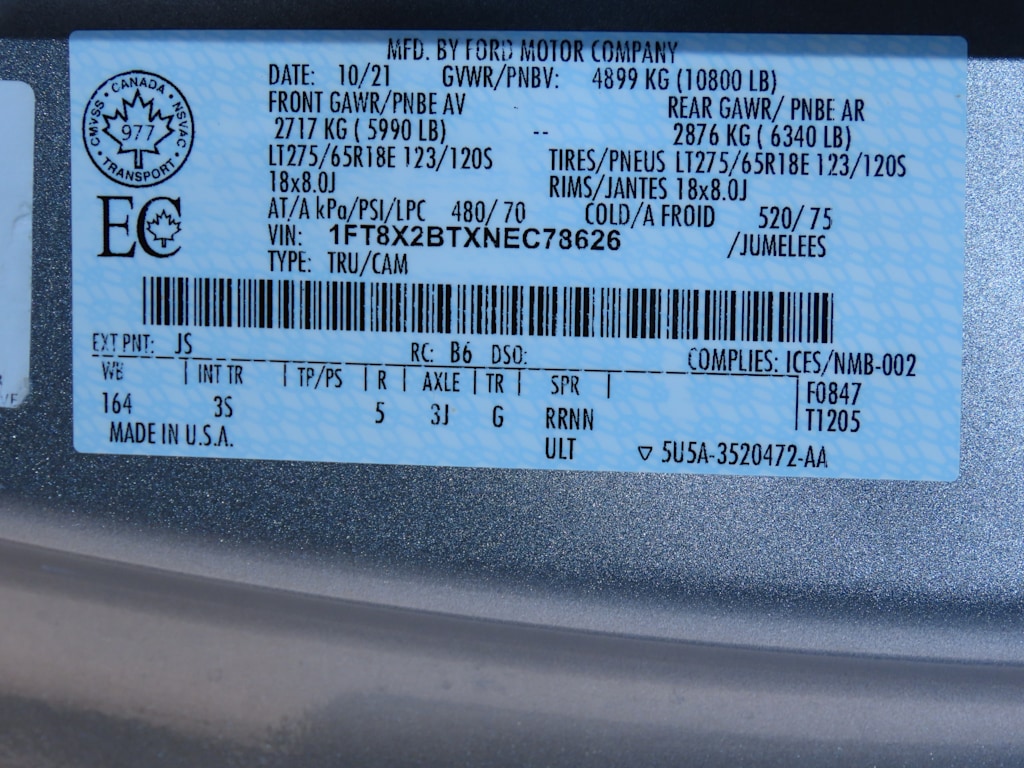 MFD. BY FORD MOTOR COMPANY
DATE: 10/21 GVWR/PNBV: 4899 KG (10800 LB)
FRONT GAWR/PNBE AV REAR GAWR/ PNBE AR
2717 KG ( 5990 LB) -- 2876 KG ( 6340 LB)
LT275/65R18E 123/120S TIRES/PNEUS LT275/65R18E 123/120S
18x8.0J RIMS/JANTES 18x8.0J
AT/A kPa/PSI/LPC 480/ 70 COLD/A FROID 520/ 75
VIN: 1FT8X2BTXNEC78626 /JUMELEES
TYPE: TRU/CAM
CMVSS • CANADA • NSVAC • TRANSPORT •
977
EC
EXT PNT: JS RC: B6 DSO: COMPLIES: ICES/NMB-002
WB | INT TR | TP/PS | R | AXLE | TR | SPR | F0847
164 3S 5 3J G RRNN T1205
MADE IN U.S.A. ULT ▽ 5U5A-3520472-AA